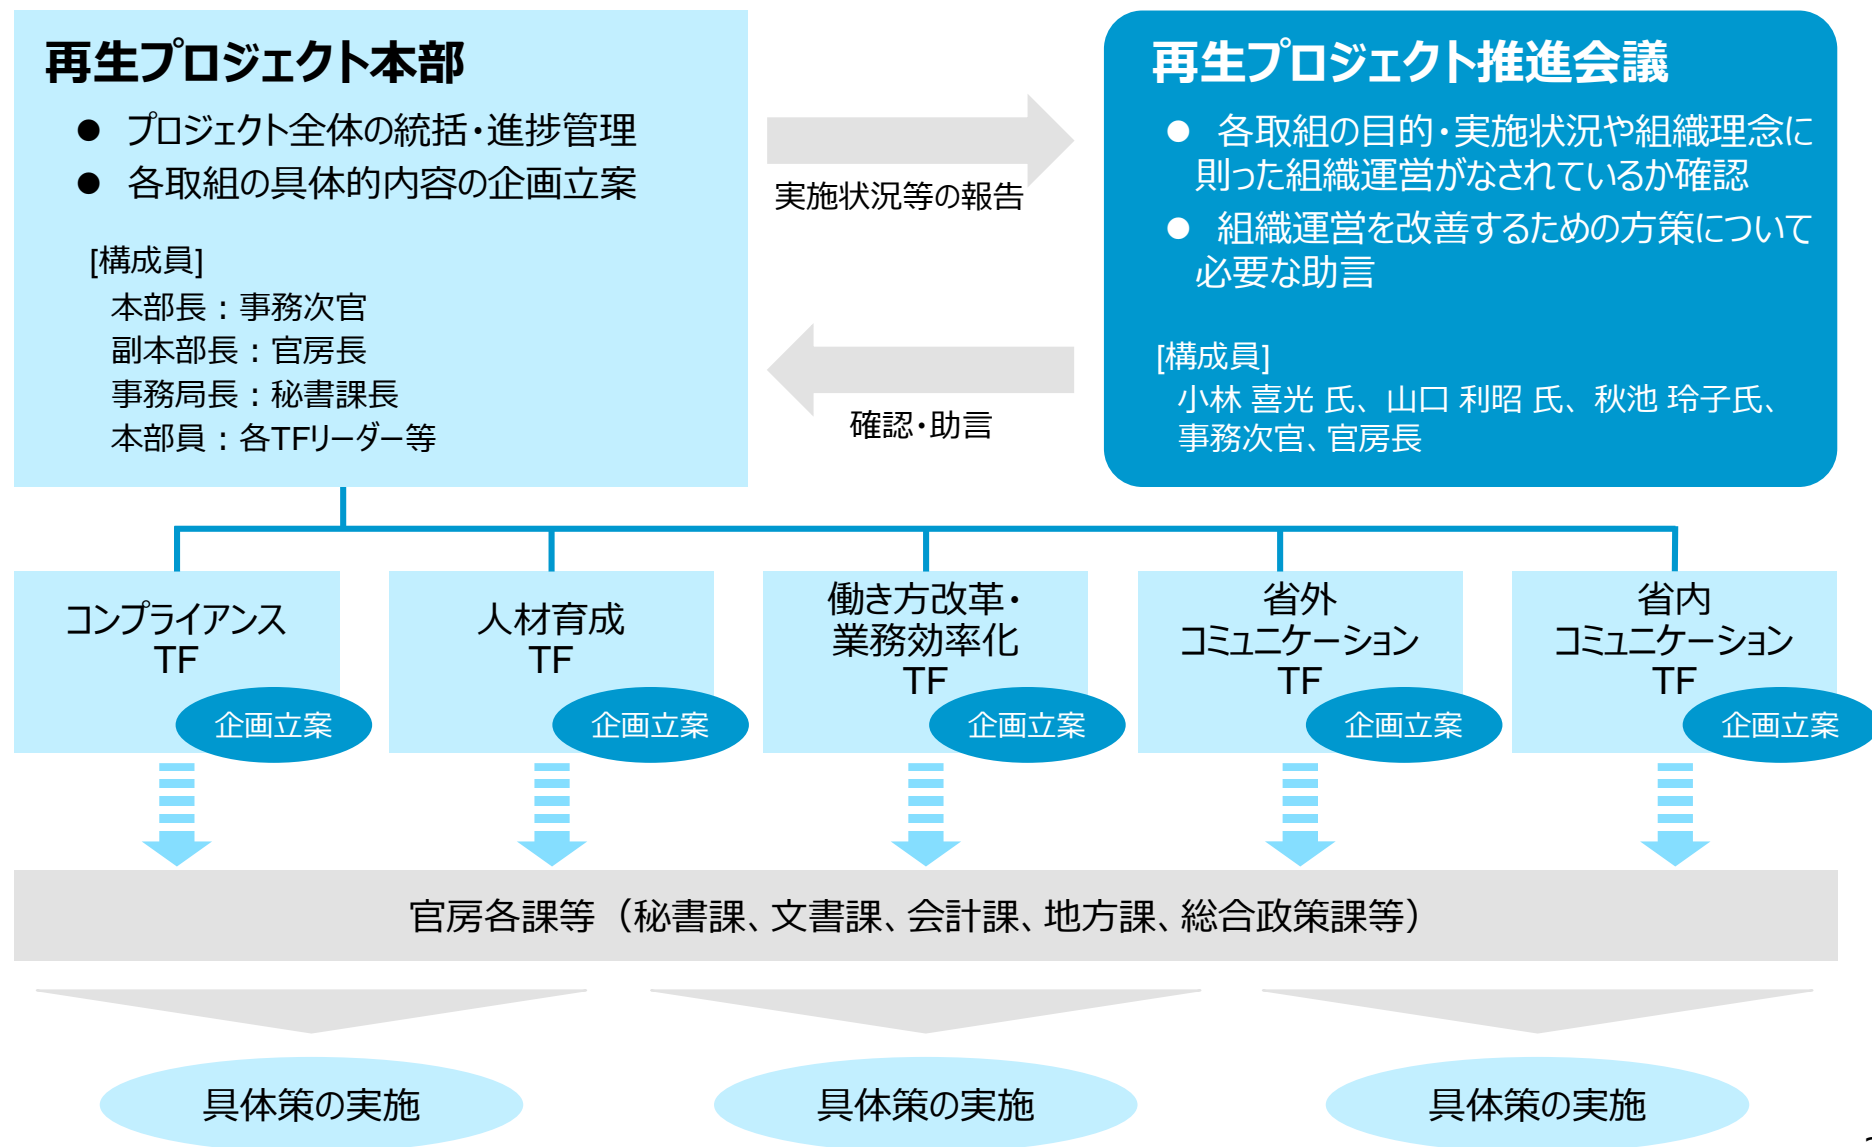 再生プロジェクト本部
● プロジェクト全体の統括・進捗管理
● 各取組の具体的内容の企画立案
[構成員]
本部長：事務次官
副本部長：官房長
事務局長：秘書課長
本部員：各TFリーダー等
実施状況等の報告
確認・助言
再生プロジェクト推進会議
● 各取組の目的・実施状況や組織理念に
則った組織運営がなされているか確認
● 組織運営を改善するための方策について
必要な助言
[構成員]
小林 喜光 氏、山口 利昭 氏、秋池 玲子氏、
事務次官、官房長
コンプライアンス
TF
企画立案
人材育成
TF
企画立案
働き方改革・
業務効率化
TF
企画立案
省外
コミュニケーション
TF
企画立案
省内
コミュニケーション
TF
企画立案
官房各課等（秘書課、文書課、会計課、地方課、総合政策課等）
具体策の実施
具体策の実施
具体策の実施